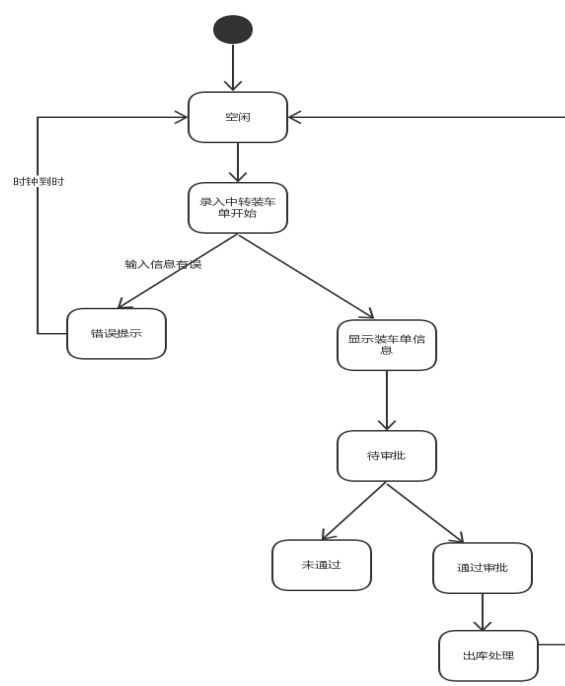 空闲
时钟到时
录入中转装车
单开始
输入信息有误
错误提示
显示装车单信
息
待审批
未通过
通过审批
出库处理